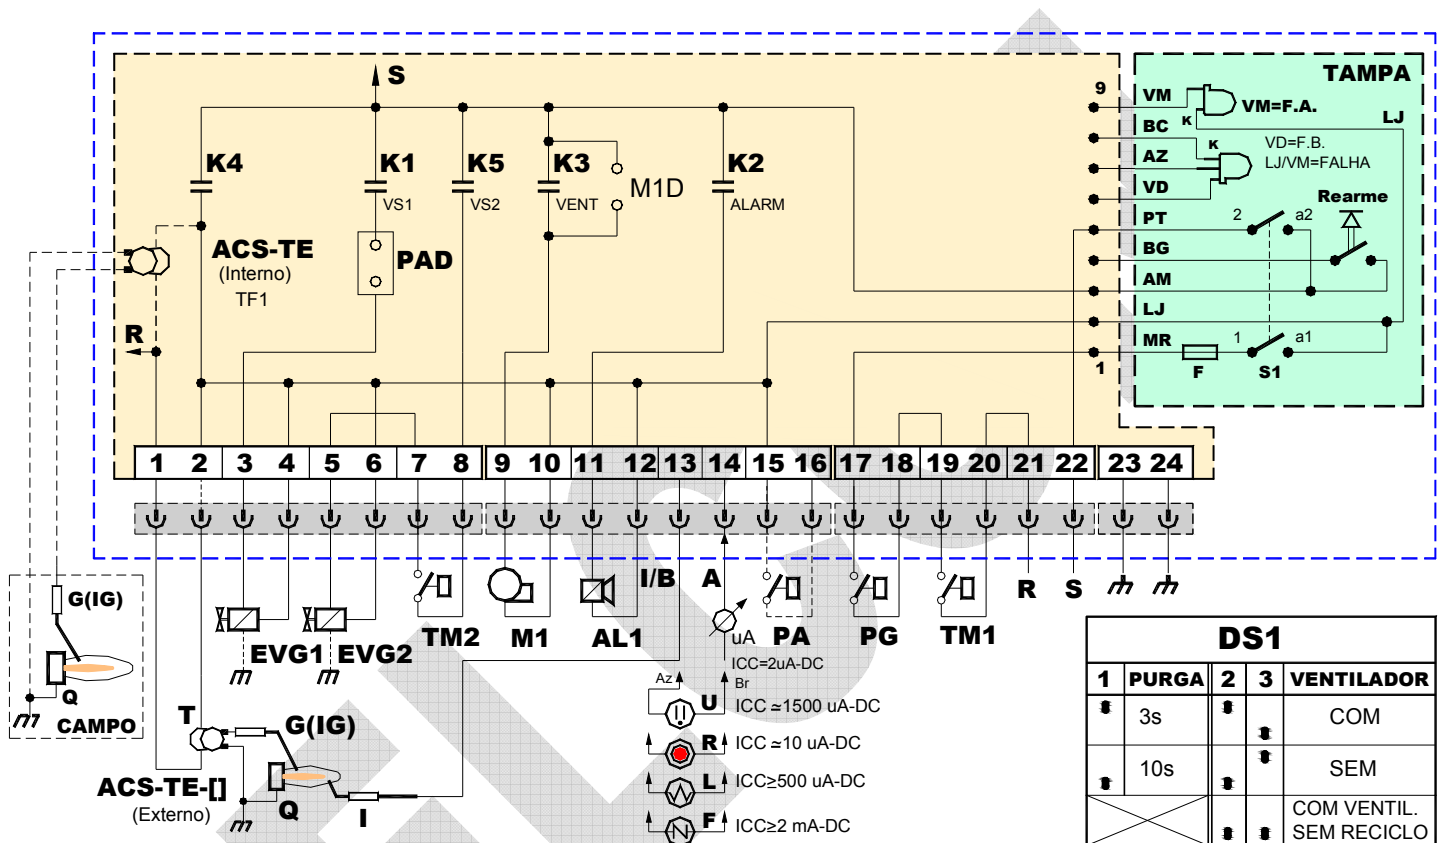 S
9
TAMPA
VM
VM=F.A.
LJ
K
BC
K
VD=F.B.
LJ/VM=FALHA
AZ
VD
K4
K1
K5
K3
M1D
K2
VS1
VS2
VENT
ALARM
Rearme
PT
2
a2
ACS-TE
(Interno)
TF1
PAD
BG
AM
LJ
R
MR
1
a1
1
F
S1
1 2 3 4 5 6 7 8 9 10 11 12 13 14 15 16 17 18 19 20 21 22 23 24
I/B
A
G(IG)
R
S
EVG1
EVG2
TM2
M1
AL1
uA
PA
PG
TM1
Q
CAMPO
ICC=2uA-DC
Az
Br
U
ICC ≃1500 uA-DC
T
G(IG)
R
ICC ≃10 uA-DC
ACS-TE-[]
(Externo)
L
ICC≥500 uA-DC
Q
I
F
ICC≥2 mA-DC
DS1
1 PURGA 2 3 VENTILADOR
3s
COM
10s
SEM
COM VENTIL.
SEM RECICLO